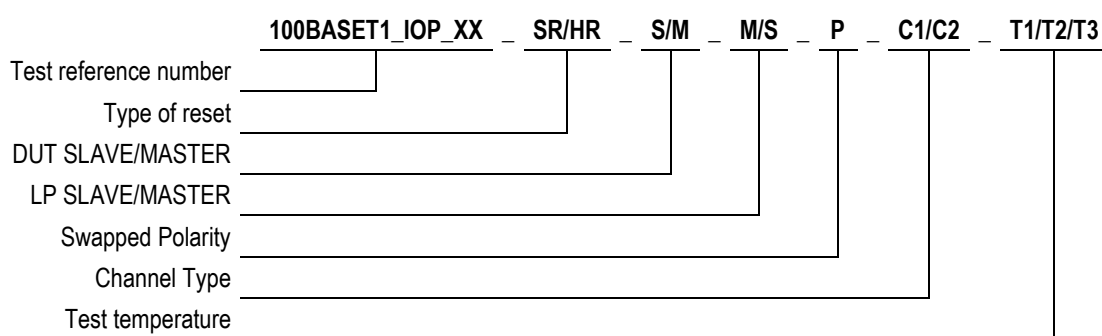 100BASET1_IOP_XX _ SR/HR _ S/M _ M/S _ P _ C1/C2 _ T1/T2/T3
Test reference number
Type of reset
DUT SLAVE/MASTER
LP SLAVE/MASTER
Swapped Polarity
Channel Type
Test temperature